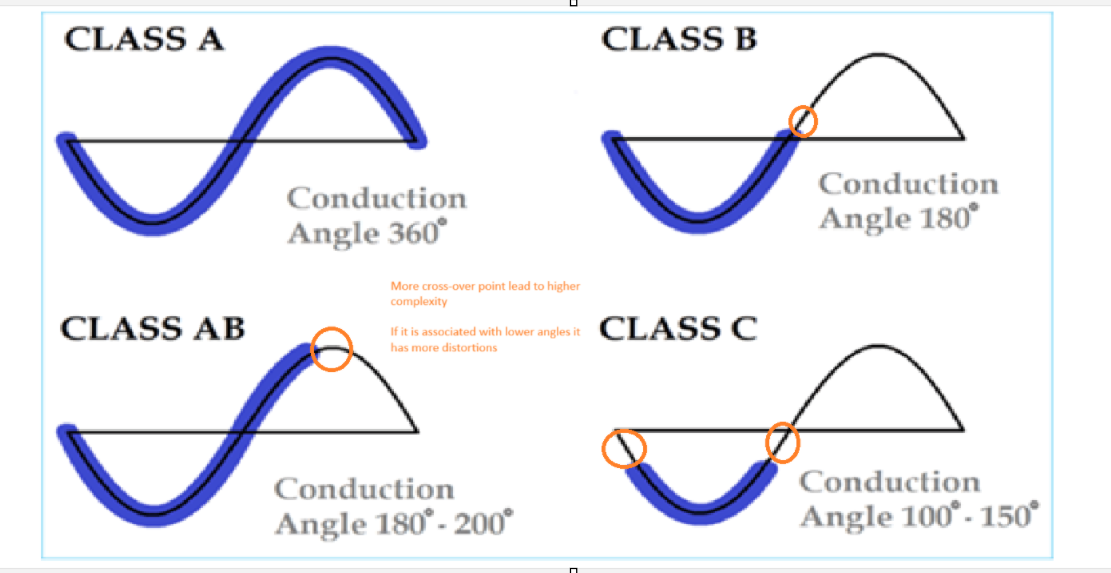 CLASS A
Conduction
Angle 360°
CLASS B
Conduction
Angle 180°
More cross-over point lead to higher
complexity
If it is associated with lower angles it
has more distortions
CLASS AB
Conduction
Angle 180° - 200°
CLASS C
Conduction
Angle 100° - 150°